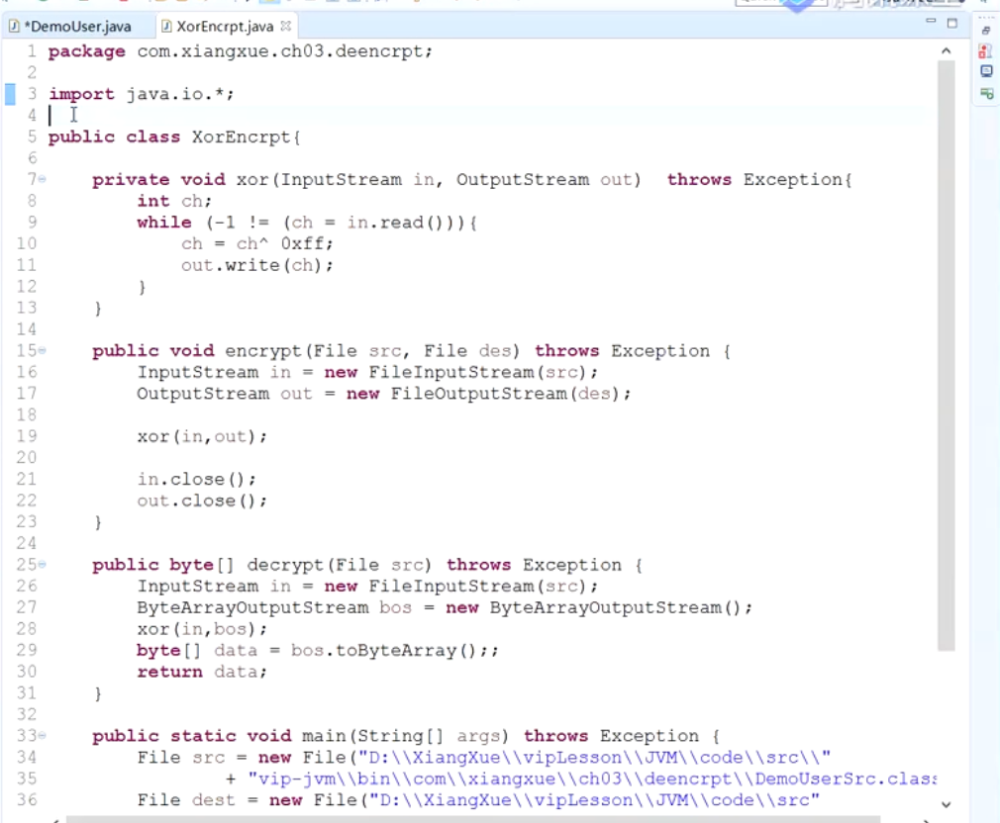 *DemoUser.java XorEncrpt.java
1 package com.xiangxue.ch03.deencrpt;
2
3 import java.io.*;
4
5 public class XorEncrpt{
6
7 private void xor(InputStream in, OutputStream out)  throws Exception{
8 int ch;
9 while (-1 != (ch = in.read())){
10 ch = ch^ 0xff;
11 out.write(ch);
12 }
13 }
14
15 public void encrypt(File src, File des) throws Exception {
16 InputStream in = new FileInputStream(src);
17 OutputStream out = new FileOutputStream(des);
18
19 xor(in,out);
20
21 in.close();
22 out.close();
23 }
24
25 public byte[] decrypt(File src) throws Exception {
26 InputStream in = new FileInputStream(src);
27 ByteArrayOutputStream bos = new ByteArrayOutputStream();
28 xor(in,bos);
29 byte[] data = bos.toByteArray();;
30 return data;
31 }
32
33 public static void main(String[] args) throws Exception {
34 File src = new File("D:\\XiangXue\\vipLesson\\JVM\\code\\src\\"
35 + "vip-jvm\\bin\\com\\xiangxue\\ch03\\deencrpt\\DemoUserSrc.class
36 File dest = new File("D:\\XiangXue\\vipLesson\\JVM\\code\\src"